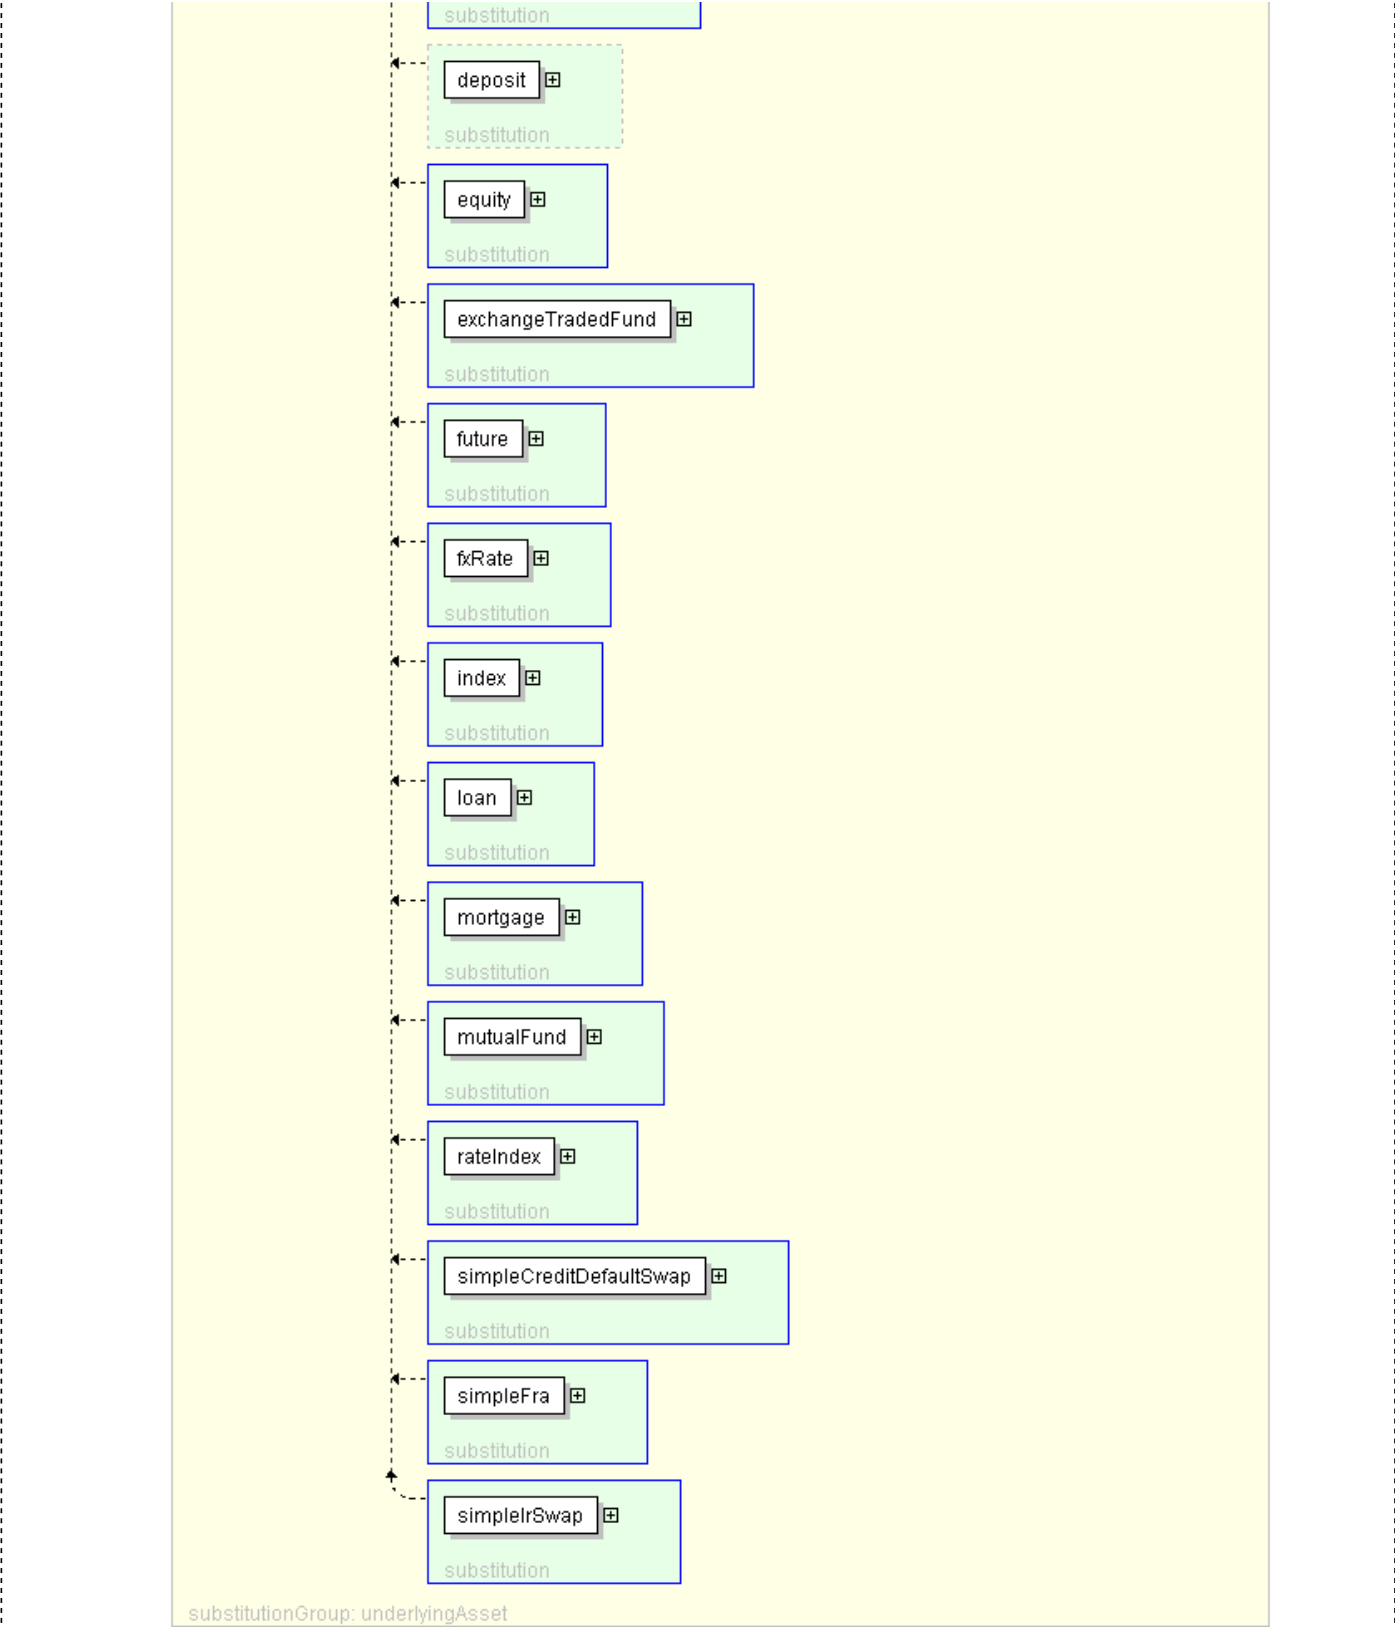 substitution
deposit
substitution
equity
substitution
exchangeTradedFund
substitution
future
substitution
fxRate
substitution
index
substitution
loan
substitution
mortgage
substitution
mutualFund
substitution
rateIndex
substitution
simpleCreditDefaultSwap
substitution
simpleFra
substitution
simpleIrSwap
substitution
substitutionGroup: underlyingAsset